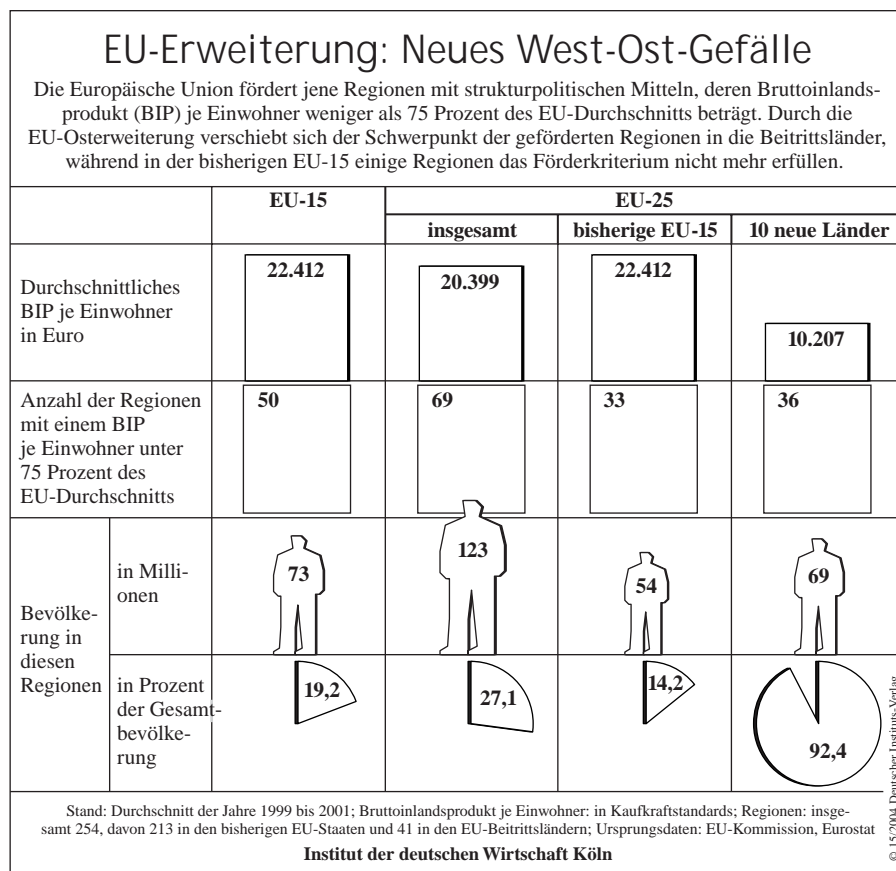 EU-Erweiterung: Neues West-Ost-Gefälle
Die Europäische Union fördert jene Regionen mit strukturpolitischen Mitteln, deren Bruttoinlands-
produkt (BIP) je Einwohner weniger als 75 Prozent des EU-Durchschnitts beträgt. Durch die
EU-Osterweiterung verschiebt sich der Schwerpunkt der geförderten Regionen in die Beitrittsländer,
während in der bisherigen EU-15 einige Regionen das Förderkriterium nicht mehr erfüllen.
EU-15 EU-25
insgesamt bisherige EU-15 10 neue Länder
Durchschnittliches
BIP je Einwohner
in Euro
22.412 20.399 22.412 10.207
Anzahl der Regionen
mit einem BIP
je Einwohner unter
75 Prozent des
EU-Durchschnitts
50 69 33 36
Bevölke-
rung in
diesen
Regionen
in Milli-
onen
73 123 54 69
in Prozent
der Gesamt-
bevölke-
rung
19,2 27,1 14,2 92,4
Stand: Durchschnitt der Jahre 1999 bis 2001; Bruttoinlandsprodukt je Einwohner: in Kaufkraftstandards; Regionen: insge-
samt 254, davon 213 in den bisherigen EU-Staaten und 41 in den EU-Beitrittsländern; Ursprungsdaten: EU-Kommission, Eurostat
Institut der deutschen Wirtschaft Köln
© 15/2004 Deutscher Instituts-Verlag